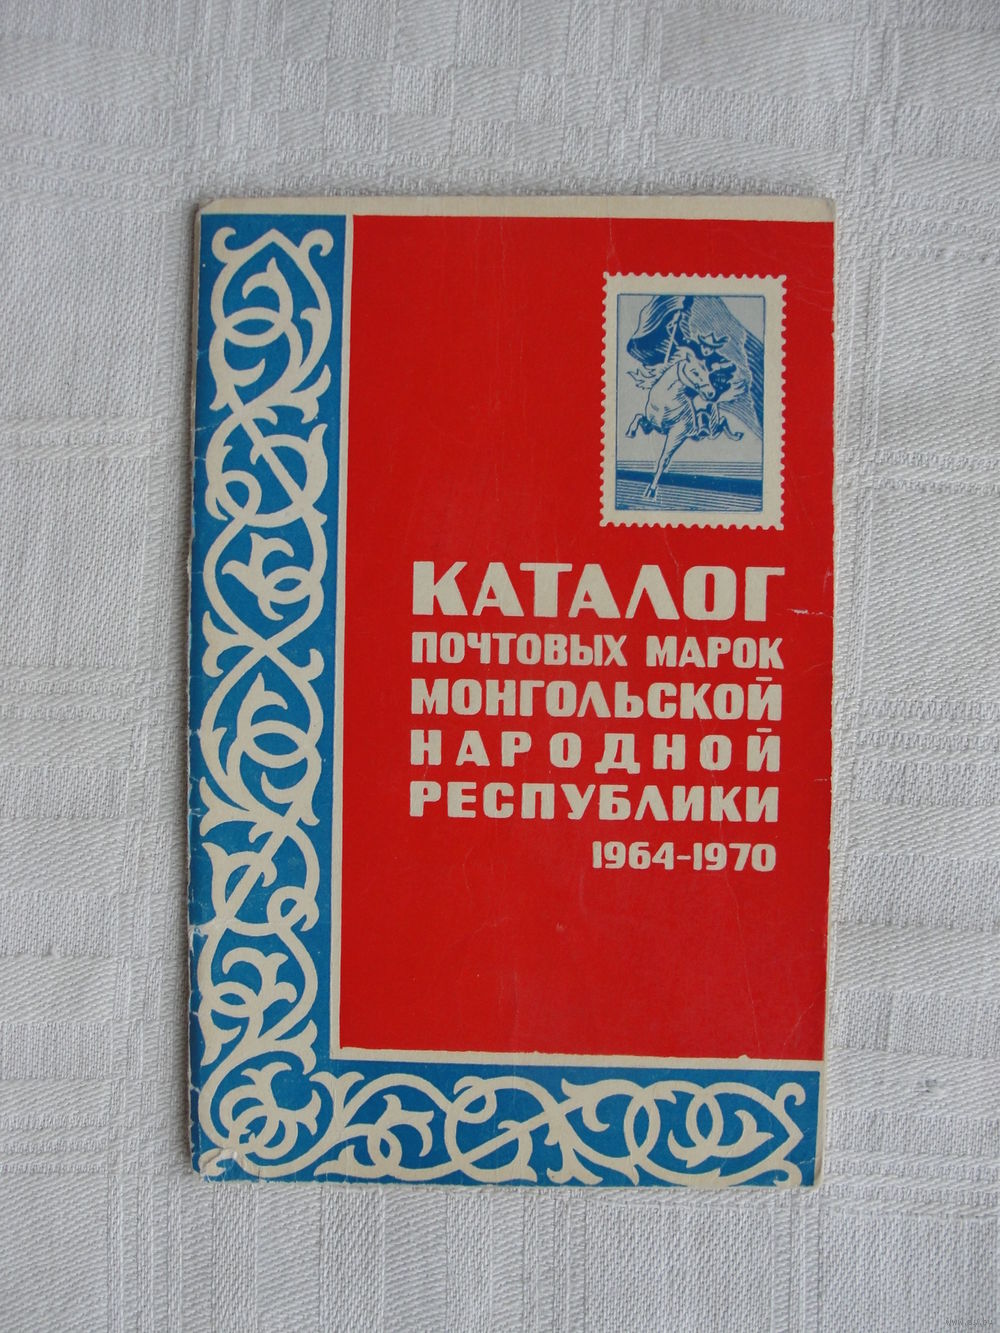 КАТАЛОГ
ПОЧТОВЫХ МАРОК
МОНГОЛЬСКОЙ
НАРОДНОЙ
РЕСПУБЛИКИ
1964-1970